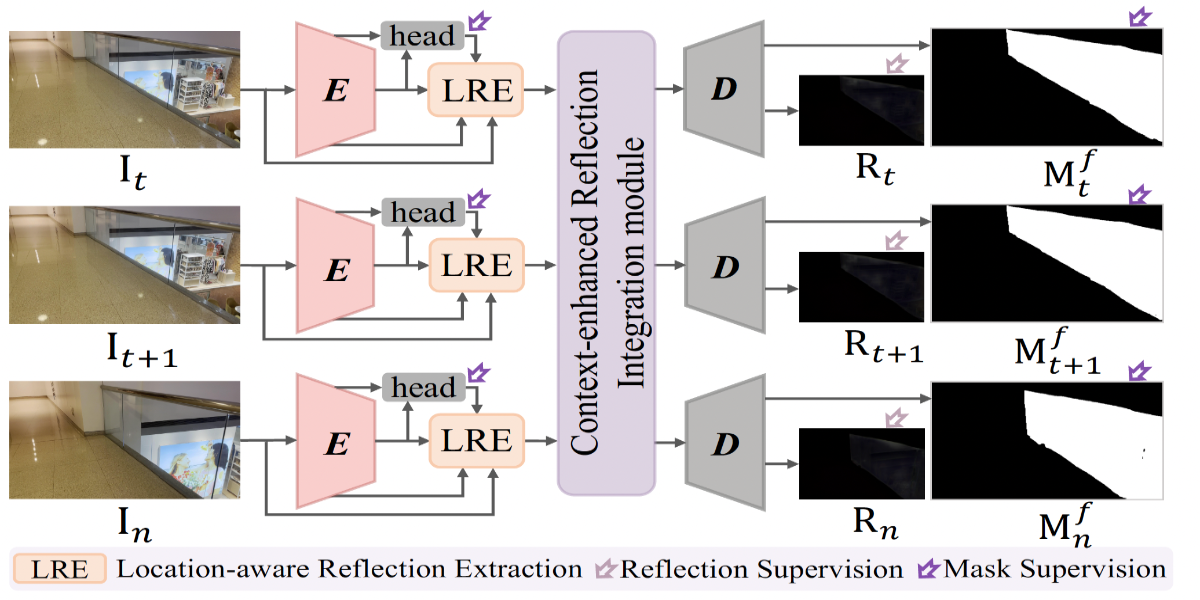 head
E
LRE
D
I_t
R_t
M_t^f
head
E
LRE
D
I_{t+1}
R_{t+1}
M_{t+1}^f
head
E
LRE
D
I_n
R_n
M_n^f
Context-enhanced Reflection
Integration module
LRE Location-aware Reflection Extraction Reflection Supervision Mask Supervision